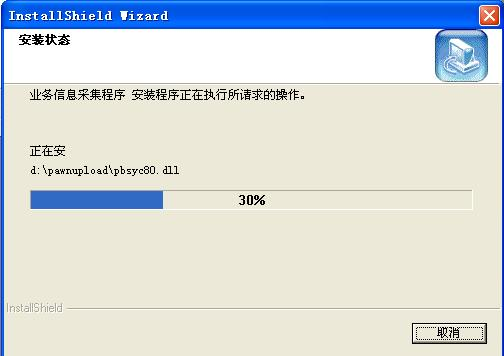 InstallShield Wizard
安装状态
业务信息采集程序 安装程序正在执行所请求的操作。
正在安
d:\pawnupload\pbsyc80.dll
30%
InstallShield
取消